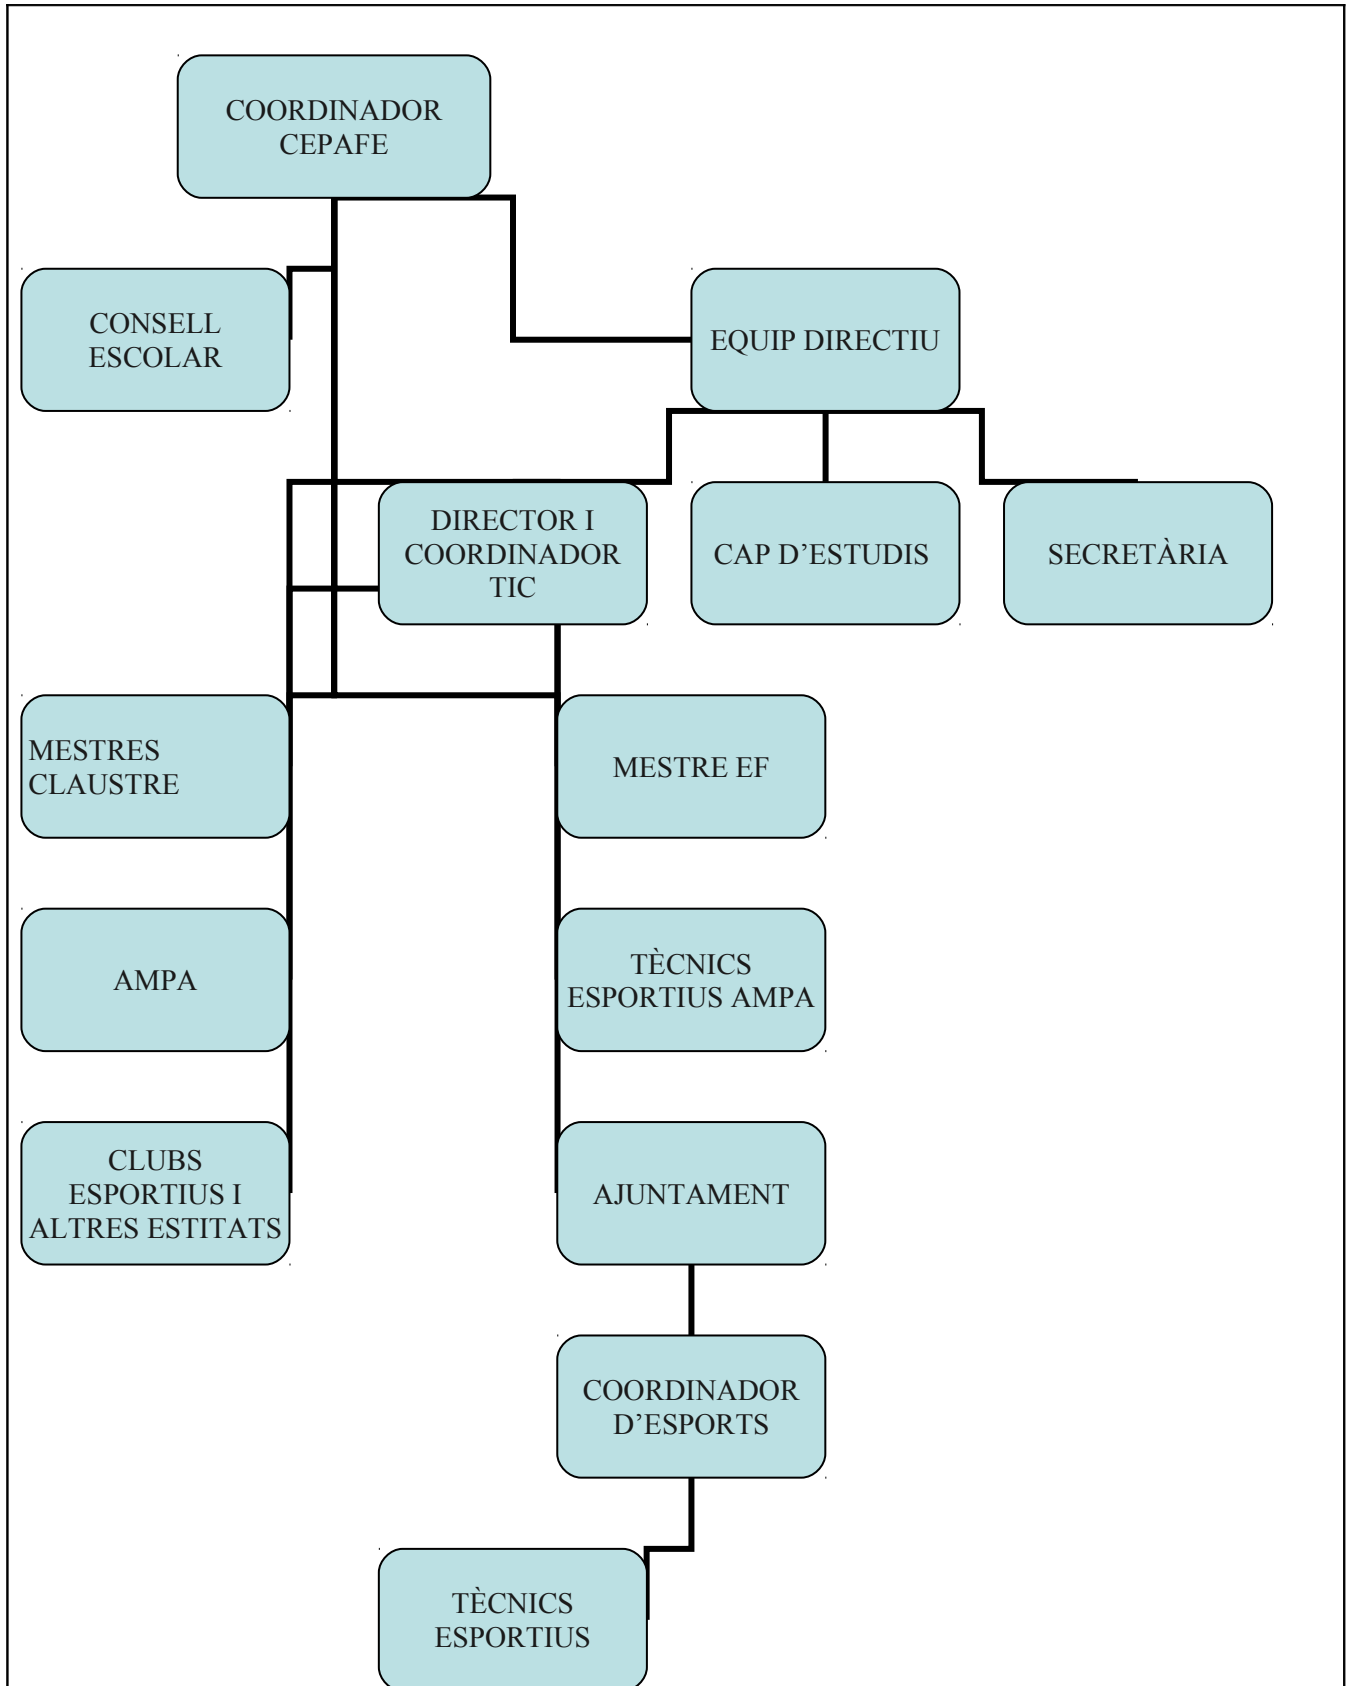 COORDINADOR
CEPAFE
CONSELL
ESCOLAR
EQUIP DIRECTIU
DIRECTOR I
COORDINADOR
TIC
CAP D’ESTUDIS
SECRETÀRIA
MESTRES
CLAUSTRE
MESTRE EF
AMPA
TÈCNICS
ESPORTIUS AMPA
CLUBS
ESPORTIUS I
ALTRES ESTITATS
AJUNTAMENT
COORDINADOR
D’ESPORTS
TÈCNICS
ESPORTIUS